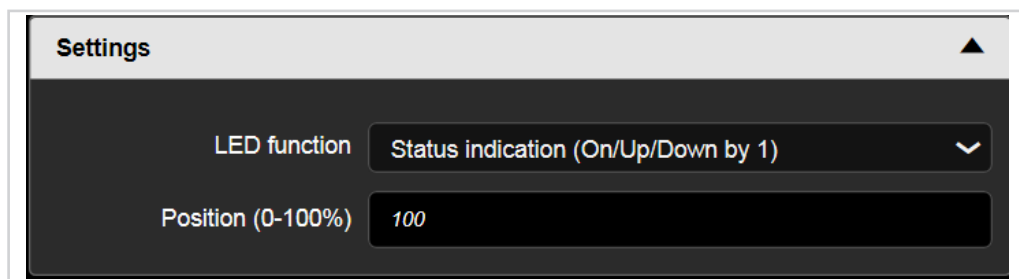 Settings
LED function
Status indication (On/Up/Down by 1)
Position (0-100%)
100